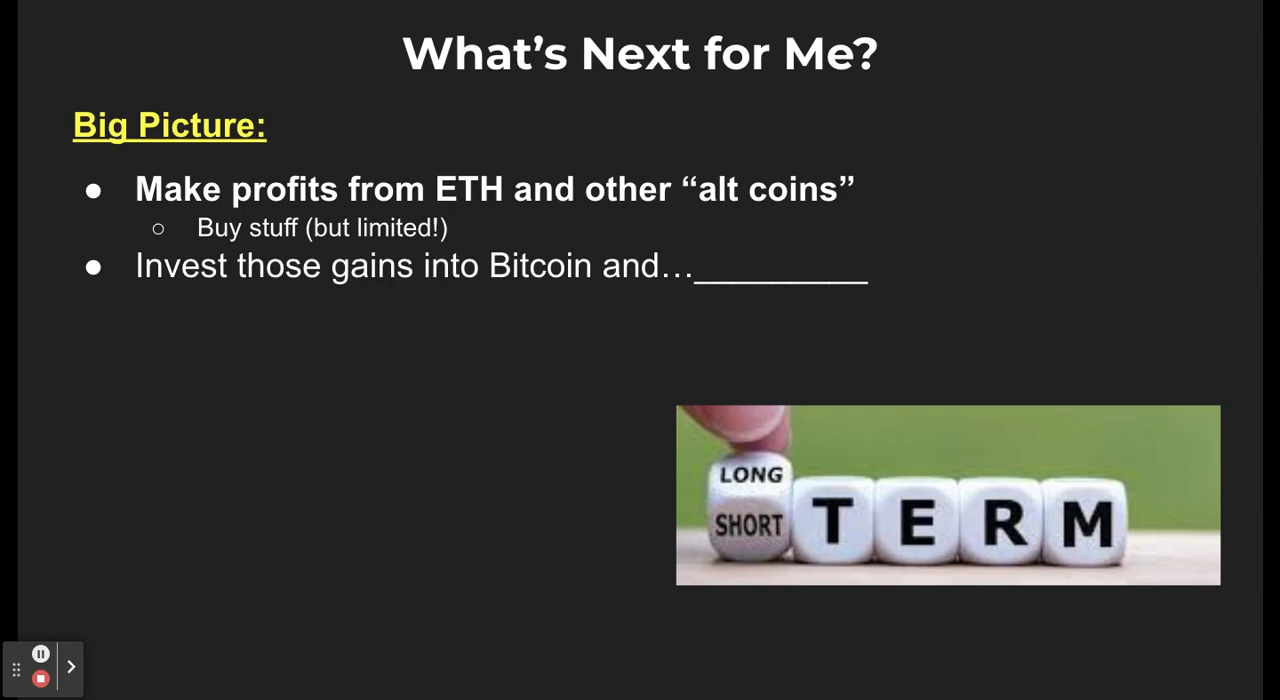 What’s Next for Me?
Big Picture:
● Make profits from ETH and other “alt coins”
○ Buy stuff (but limited!)
● Invest those gains into Bitcoin and…_________
LONG
SHORT TERM